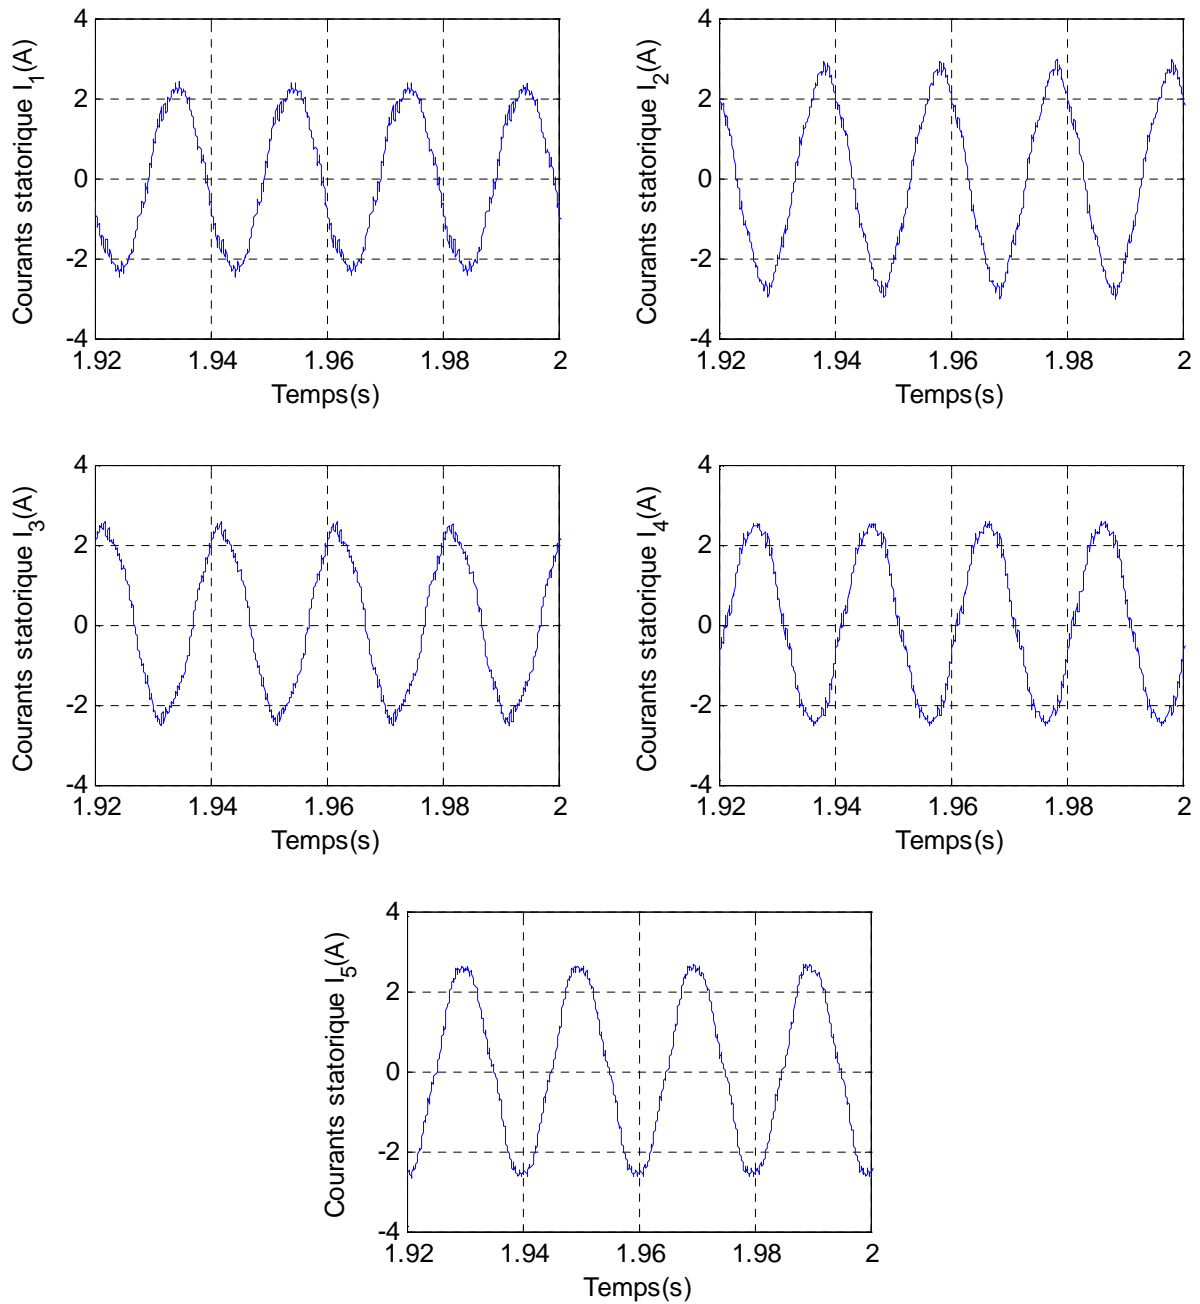 Courants statorique I1(A)
4
2
0
-2
-4
1.92 1.94 1.96 1.98 2
Temps(s)
Courants statorique I2(A)
4
2
0
-2
-4
1.92 1.94 1.96 1.98 2
Temps(s)
Courants statorique I3(A)
4
2
0
-2
-4
1.92 1.94 1.96 1.98 2
Temps(s)
Courants statorique I4(A)
4
2
0
-2
-4
1.92 1.94 1.96 1.98 2
Temps(s)
Courants statorique I5(A)
4
2
0
-2
-4
1.92 1.94 1.96 1.98 2
Temps(s)